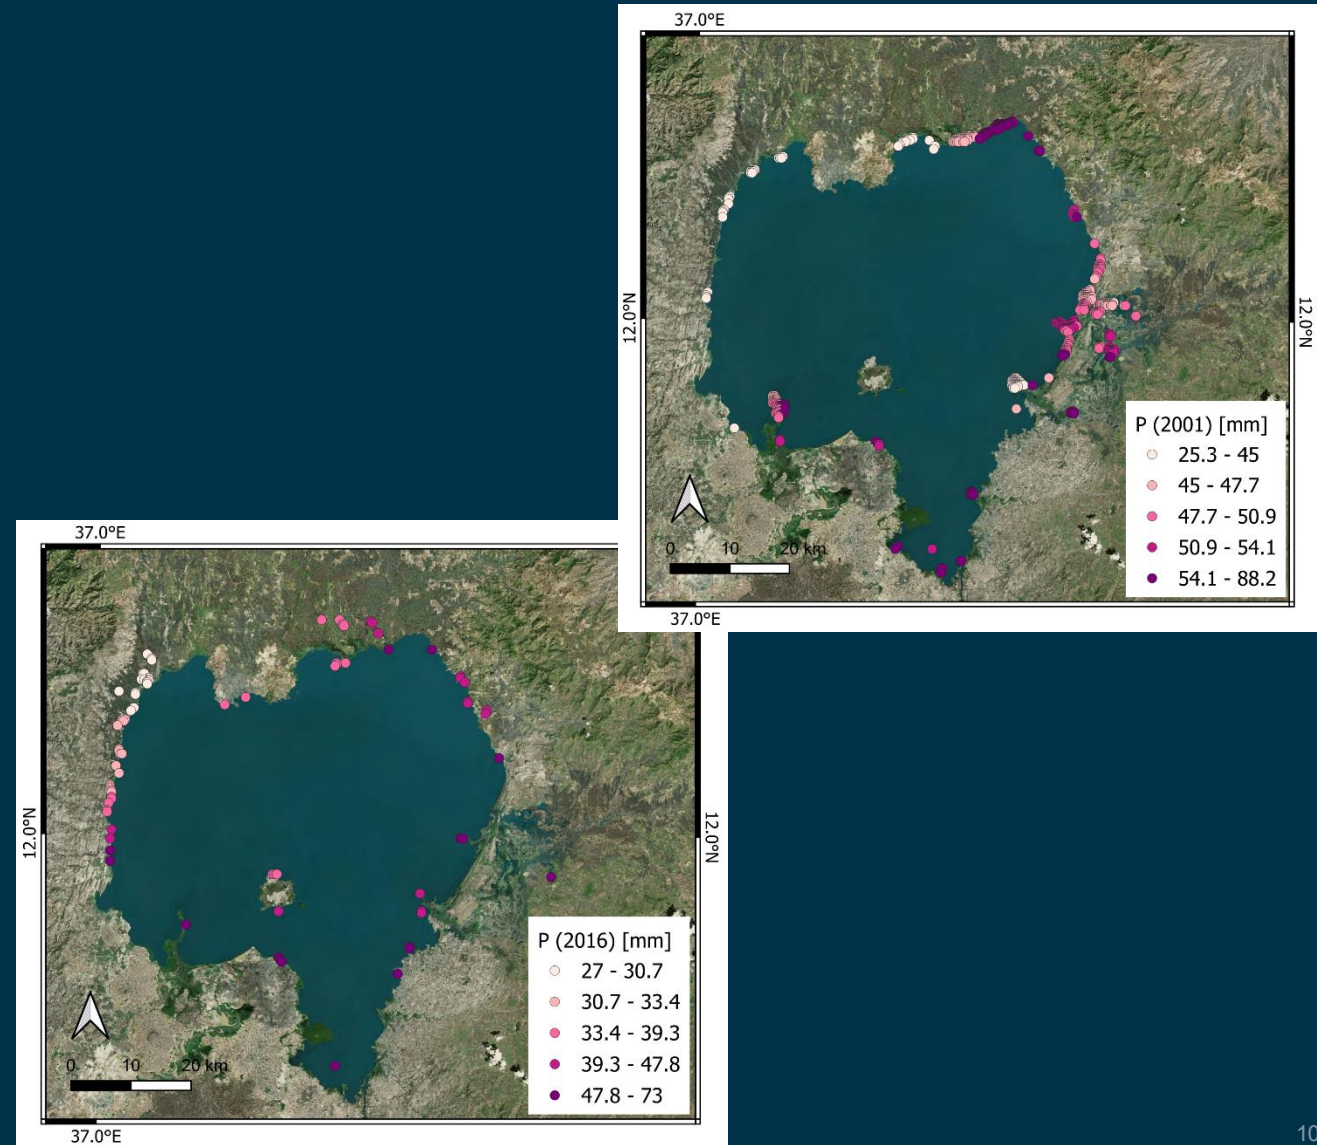 37.0°E
12.0°N
12.0°N
P (2001) [mm]
25.3 - 45
45 - 47.7
47.7 - 50.9
50.9 - 54.1
54.1 - 88.2
0 10 20 km
37.0°E
37.0°E
12.0°N
12.0°N
P (2016) [mm]
27 - 30.7
30.7 - 33.4
33.4 - 39.3
39.3 - 47.8
47.8 - 73
0 10 20 km
37.0°E
10